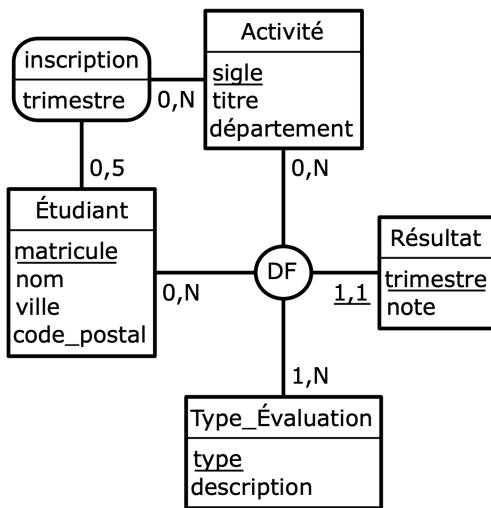 Activité
sigle
titre
département
inscription
trimestre
0,N
0,5
0,N
Étudiant
matricule
nom
ville
code_postal
0,N
DF
1,1
Résultat
trimestre
note
1,N
Type_Évaluation
type
description